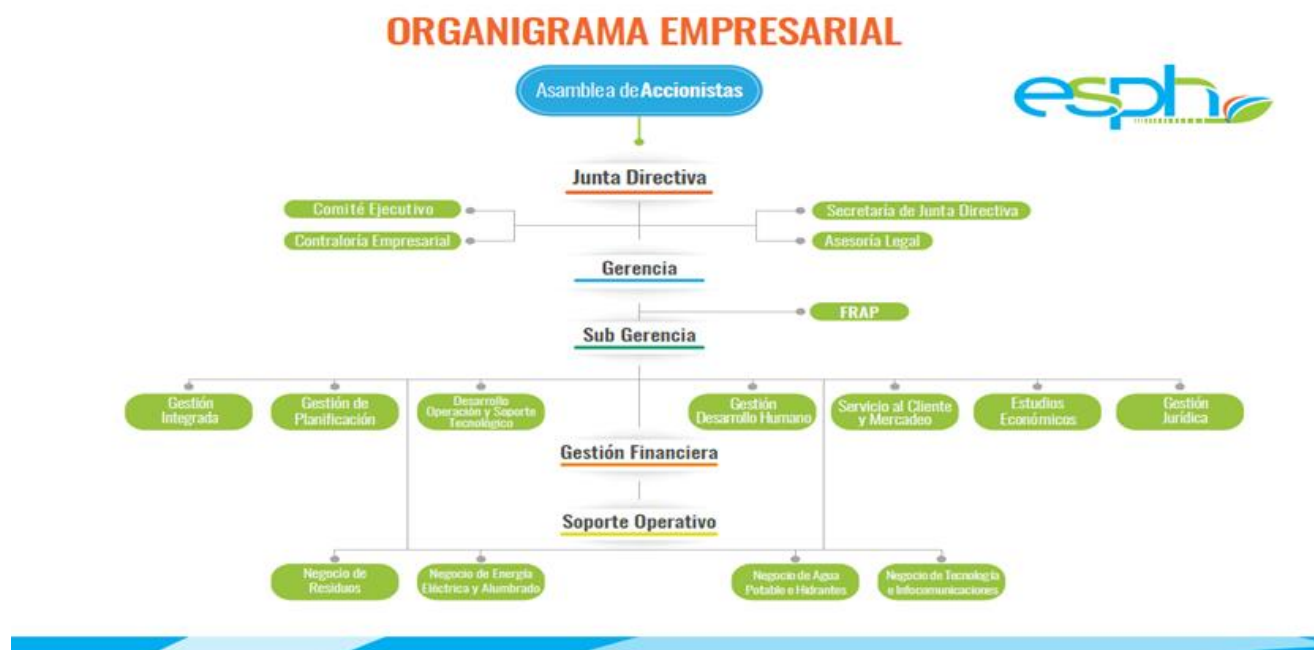 ORGANIGRAMA EMPRESARIAL
Asamblea de Accionistas
esph
Junta Directiva
Comité Ejecutivo
Secretaría de Junta Directiva
Contraloría Empresarial
Asesoría Legal
Gerencia
FRAP
Sub Gerencia
Gestión
Integrada
Gestión de
Planificación
Desarrollo
Operación y Soporte
Tecnológico
Gestión
Desarrollo Humano
Servicio al Cliente
y Mercadeo
Estudios
Económicos
Gestión
Jurídica
Gestión Financiera
Soporte Operativo
Negocio de
Residuos
Negocio de Energía
Eléctrica y Alumbrado
Negocio de Agua
Potable e Hidrantes
Negocio de Tecnología
e Infocomunicaciones